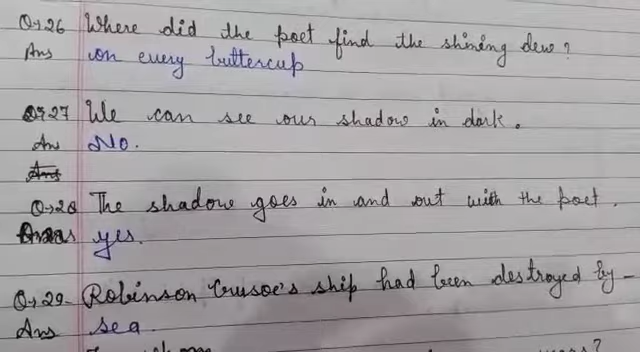 Q.26 Where did the poet find the shining dew?
Ans on every buttercup
Q.27 We can see our shadow in dark.
Ans No.
Ans
Q.28 The shadow goes in and out with the poet.
Ans yes.
Q.29 Robinson Crusoe's ship had been destroyed by -
Ans sea.